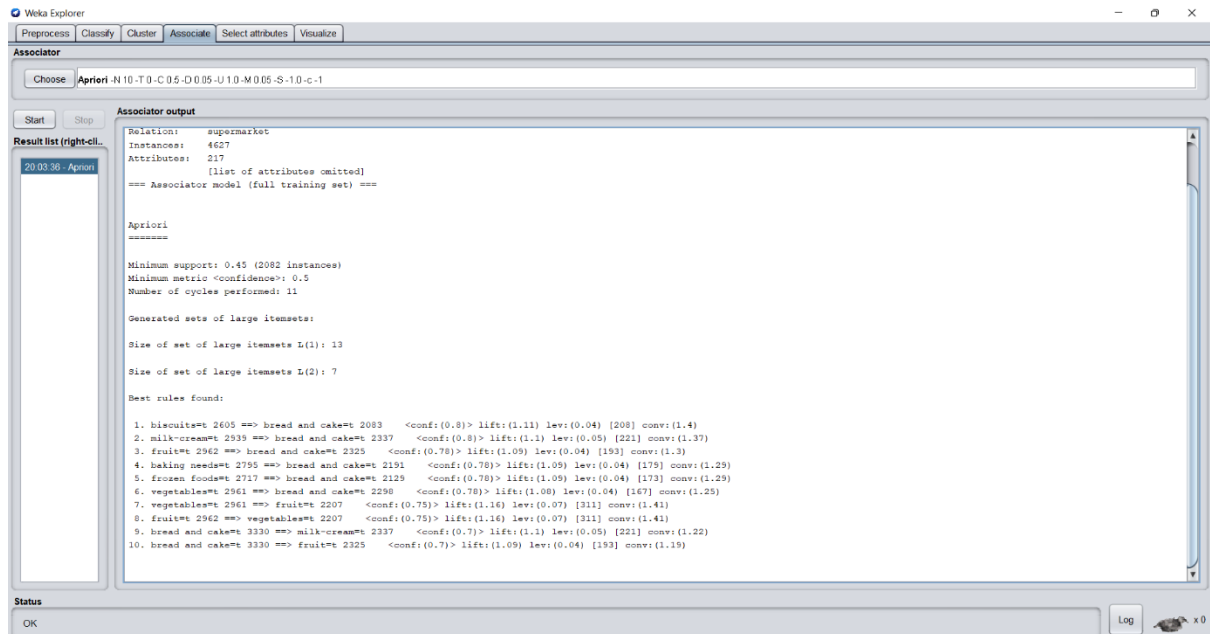 Weka Explorer
Preprocess Classify Cluster Associate Select attributes Visualize
Associator
Choose Apriori -N 10 -T 0 -C 0.5 -D 0.05 -U 1.0 -M 0.05 -S -1.0 -c -1
Start Stop
Result list (right-cli..
20:03:36 - Apriori
Associator output
Relation: supermarket
Instances: 4627
Attributes: 217
[list of attributes omitted]
=== Associator model (full training set) ===
Apriori
=======
Minimum support: 0.45 (2082 instances)
Minimum metric <confidence>: 0.5
Number of cycles performed: 11
Generated sets of large itemsets:
Size of set of large itemsets L(1): 13
Size of set of large itemsets L(2): 7
Best rules found:
1. biscuits=t 2605 ==> bread and cake=t 2083 <conf:(0.8)> lift:(1.11) lev:(0.04) [208] conv:(1.4)
2. milk-cream=t 2939 ==> bread and cake=t 2337 <conf:(0.8)> lift:(1.1) lev:(0.05) [221] conv:(1.37)
3. fruit=t 2962 ==> bread and cake=t 2325 <conf:(0.78)> lift:(1.09) lev:(0.04) [193] conv:(1.3)
4. baking needs=t 2795 ==> bread and cake=t 2191 <conf:(0.78)> lift:(1.09) lev:(0.04) [179] conv:(1.29)
5. frozen foods=t 2717 ==> bread and cake=t 2129 <conf:(0.78)> lift:(1.09) lev:(0.04) [173] conv:(1.29)
6. vegetables=t 2961 ==> bread and cake=t 2298 <conf:(0.78)> lift:(1.08) lev:(0.04) [167] conv:(1.25)
7. vegetables=t 2961 ==> fruit=t 2207 <conf:(0.75)> lift:(1.16) lev:(0.07) [311] conv:(1.41)
8. fruit=t 2962 ==> vegetables=t 2207 <conf:(0.75)> lift:(1.16) lev:(0.07) [311] conv:(1.41)
9. bread and cake=t 3330 ==> milk-cream=t 2337 <conf:(0.7)> lift:(1.1) lev:(0.05) [221] conv:(1.22)
10. bread and cake=t 3330 ==> fruit=t 2325 <conf:(0.7)> lift:(1.09) lev:(0.04) [193] conv:(1.19)
Status
OK
Log x 0